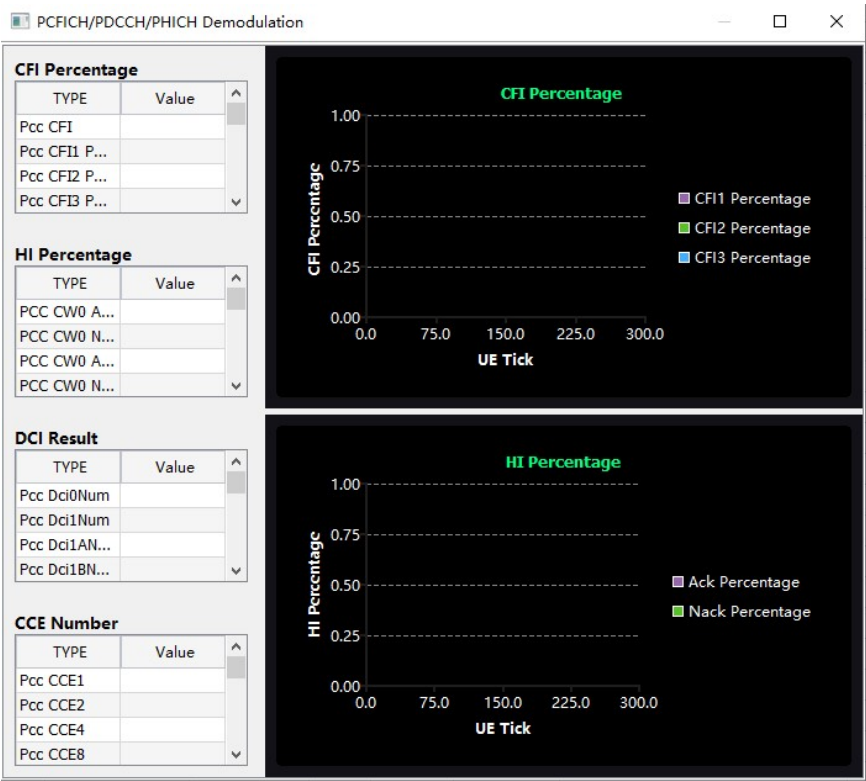 PCFICH/PDCCH/PHICH Demodulation
CFI Percentage
TYPE Value
Pcc CFI
Pcc CFI1 P...
Pcc CFI2 P...
Pcc CFI3 P...
HI Percentage
TYPE Value
PCC CW0 A...
PCC CW0 N...
PCC CW0 A...
PCC CW0 N...
DCI Result
TYPE Value
Pcc Dci0Num
Pcc Dci1Num
Pcc Dci1AN...
Pcc Dci1BN...
CCE Number
TYPE Value
Pcc CCE1
Pcc CCE2
Pcc CCE4
Pcc CCE8
CFI Percentage
CFI Percentage
1.00
0.75
0.50
0.25
0.00
0.0 75.0 150.0 225.0 300.0
UE Tick
CFI1 Percentage
CFI2 Percentage
CFI3 Percentage
HI Percentage
HI Percentage
1.00
0.75
0.50
0.25
0.00
0.0 75.0 150.0 225.0 300.0
UE Tick
Ack Percentage
Nack Percentage